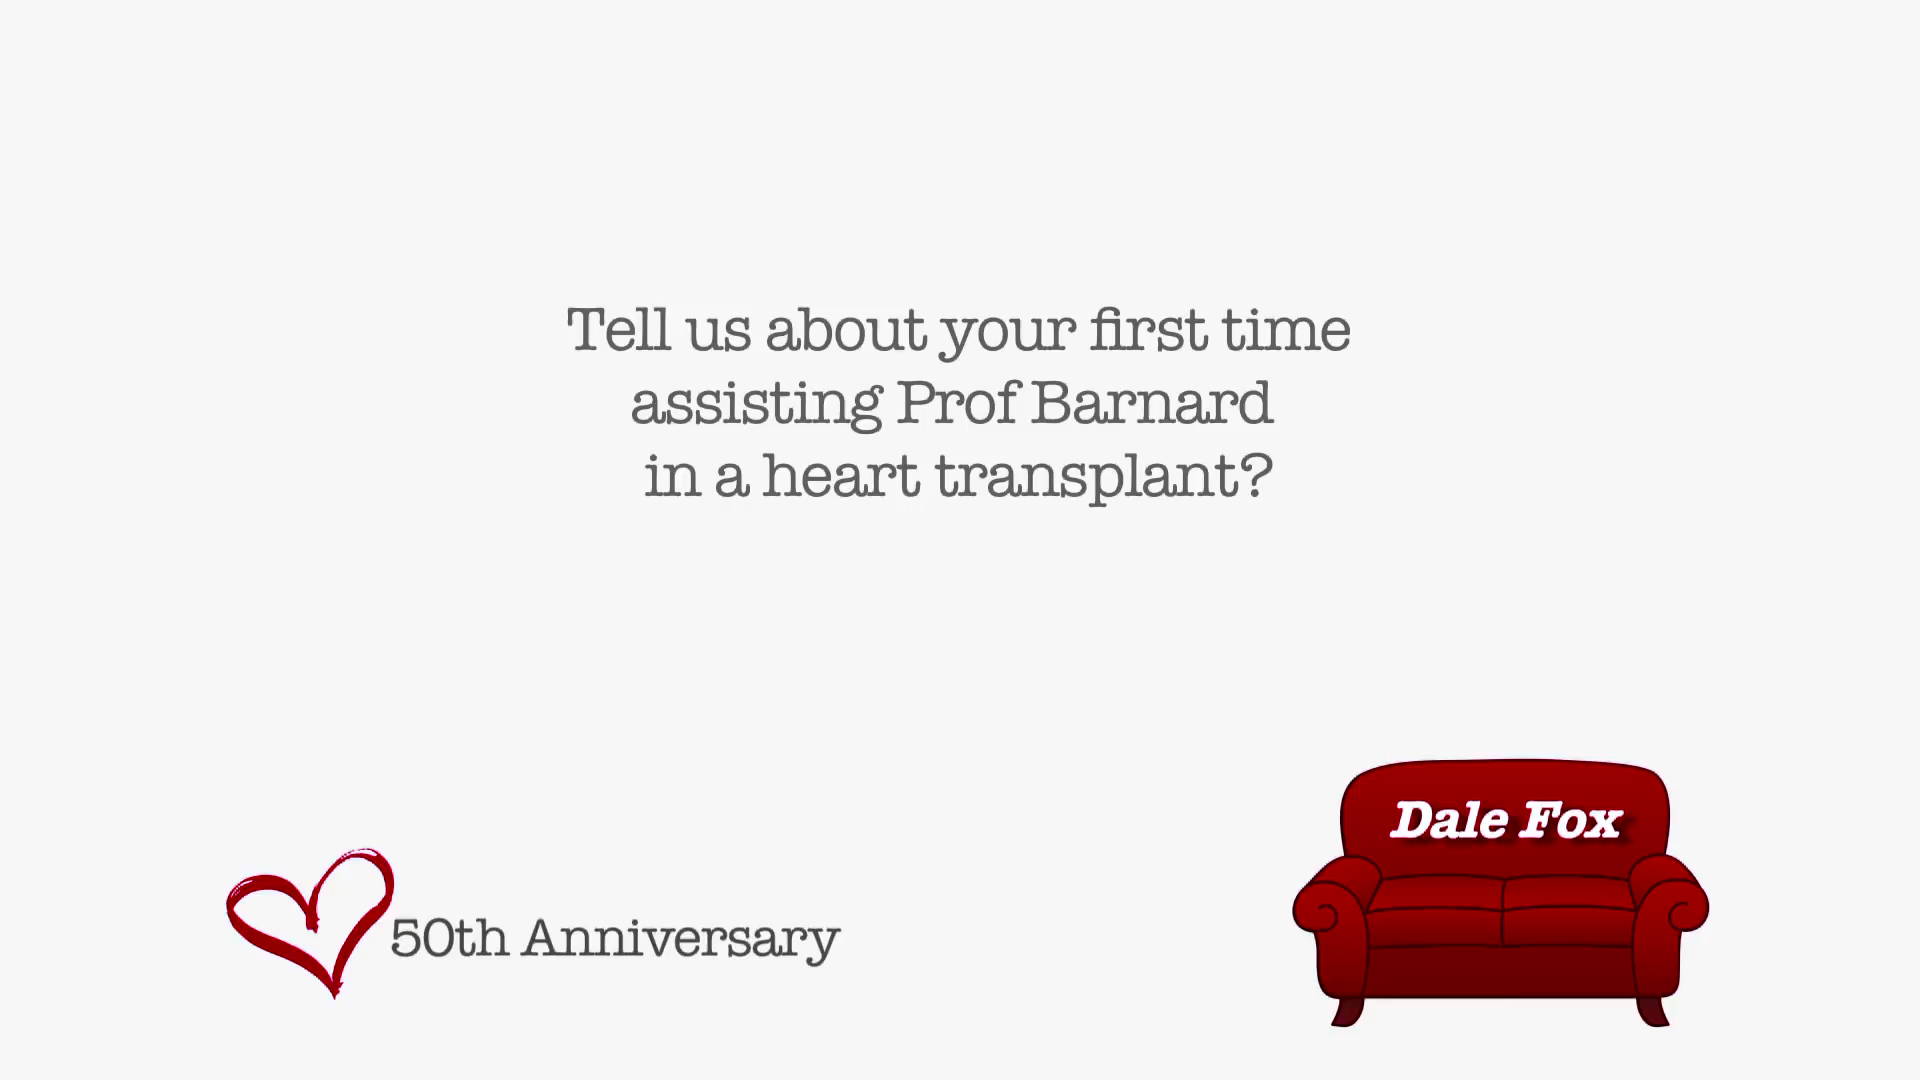 Tell us about your first time
assisting Prof Barnard
in a heart transplant?
Dale Fox
50th Anniversary